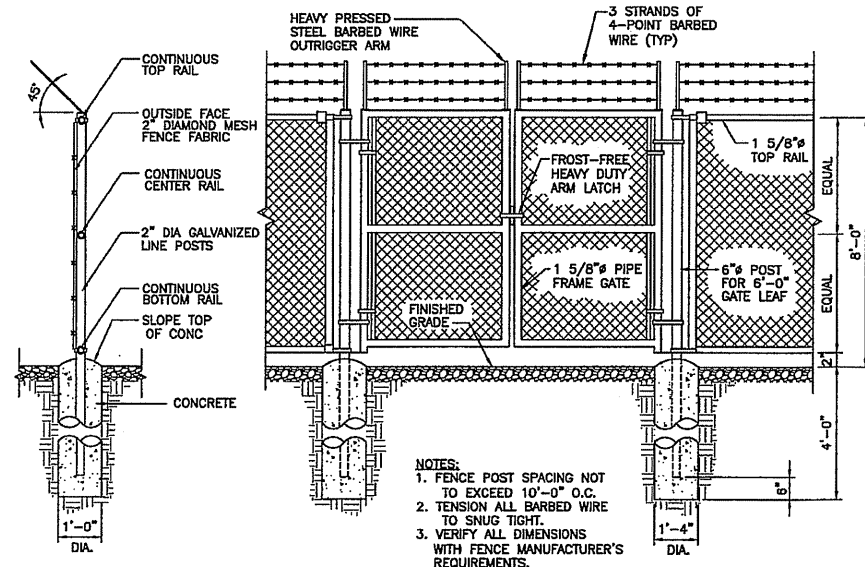 HEAVY PRESSED
STEEL BARBED WIRE
OUTRIGGER ARM
3 STRANDS OF
4-POINT BARBED
WIRE (TYP)
CONTINUOUS
TOP RAIL
45°
OUTSIDE FACE
2" DIAMOND MESH
FENCE FABRIC
CONTINUOUS
CENTER RAIL
2" DIA GALVANIZED
LINE POSTS
CONTINUOUS
BOTTOM RAIL
SLOPE TOP
OF CONC
CONCRETE
1'-0"
DIA.
FROST-FREE
HEAVY DUTY
ARM LATCH
1 5/8"ø PIPE
FRAME GATE
FINISHED
GRADE
1 5/8"ø
TOP RAIL
6"ø POST
FOR 6'-0"
GATE LEAF
EQUAL
EQUAL
8'-0"
2"
4'-0"
6"
1'-4"
DIA.
NOTES:
1. FENCE POST SPACING NOT
TO EXCEED 10'-0" O.C.
2. TENSION ALL BARBED WIRE
TO SNUG TIGHT.
3. VERIFY ALL DIMENSIONS
WITH FENCE MANUFACTURER'S
REQUIREMENTS.